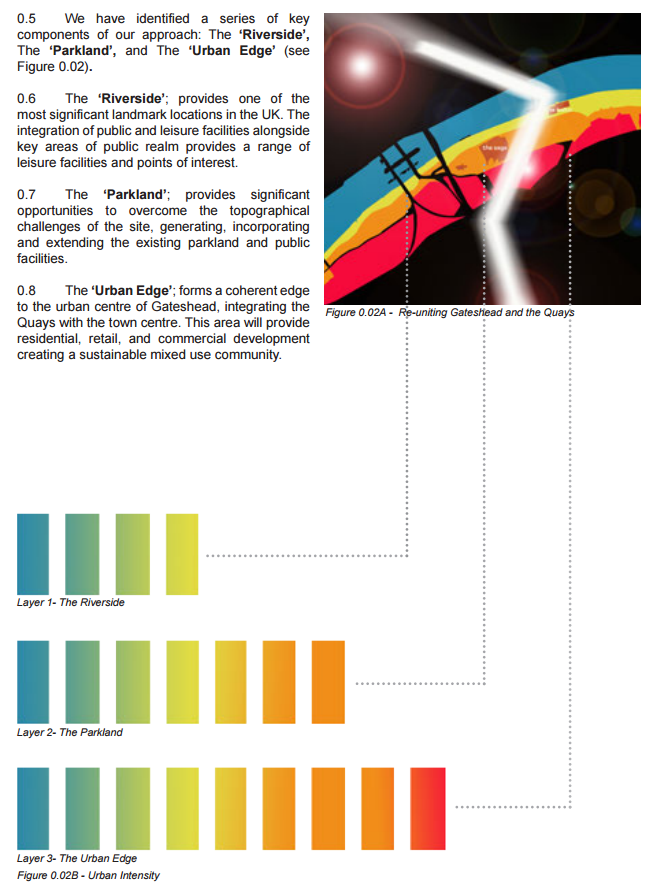 0.5 We have identified a series of key
components of our approach: The ‘Riverside’,
The ‘Parkland’, and The ‘Urban Edge’ (see
Figure 0.02).
0.6 The ‘Riverside’; provides one of the
most significant landmark locations in the UK. The
integration of public and leisure facilities alongside
key areas of public realm provides a range of
leisure facilities and points of interest.
0.7 The ‘Parkland’; provides significant
opportunities to overcome the topographical
challenges of the site, generating, incorporating
and extending the existing parkland and public
facilities.
0.8 The ‘Urban Edge’; forms a coherent edge
to the urban centre of Gateshead, integrating the
Quays with the town centre. This area will provide
residential, retail, and commercial development
creating a sustainable mixed use community.
the sage
Figure 0.02A - Re-uniting Gateshead and the Quays
Layer 1- The Riverside
Layer 2- The Parkland
Layer 3- The Urban Edge
Figure 0.02B - Urban Intensity